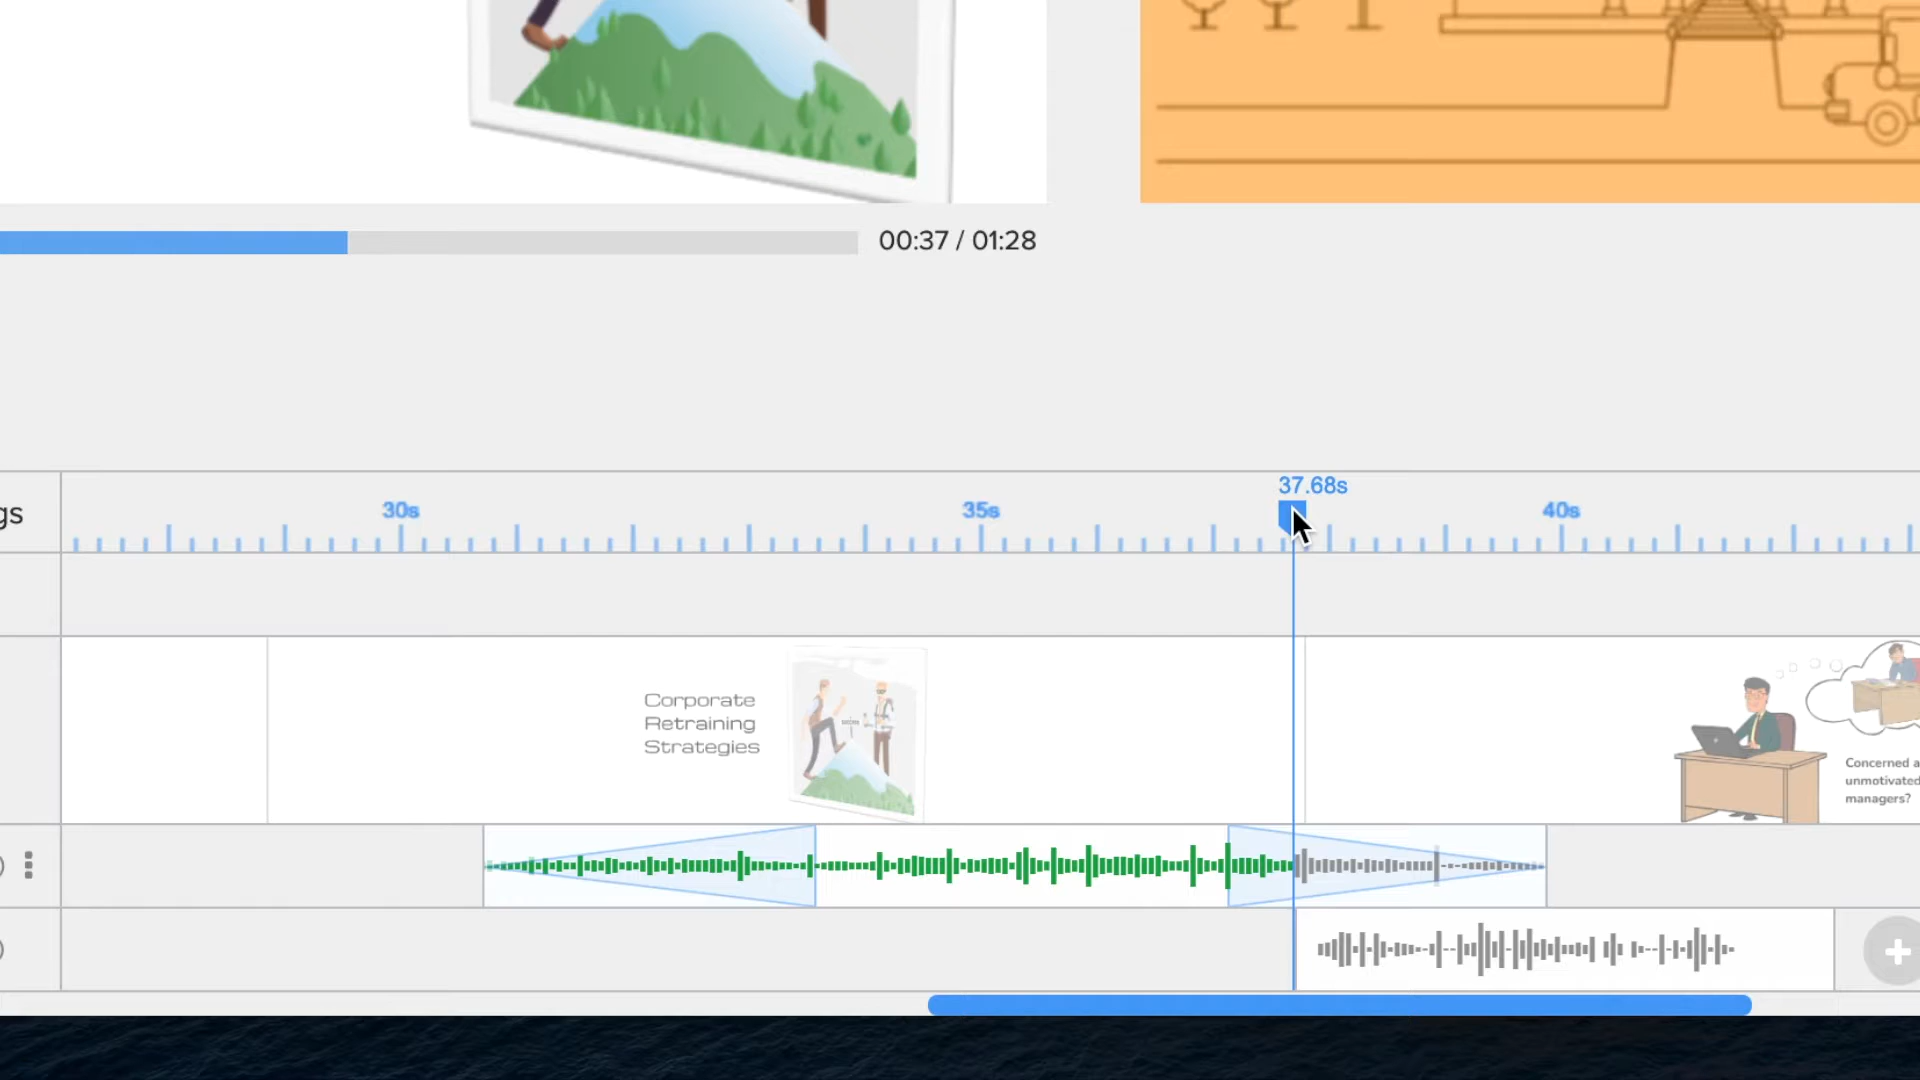 00:37 / 01:28
gs
37.68s
30s
35s
40s
Corporate
Retraining
Strategies
Concerned a
unmotivated
managers?